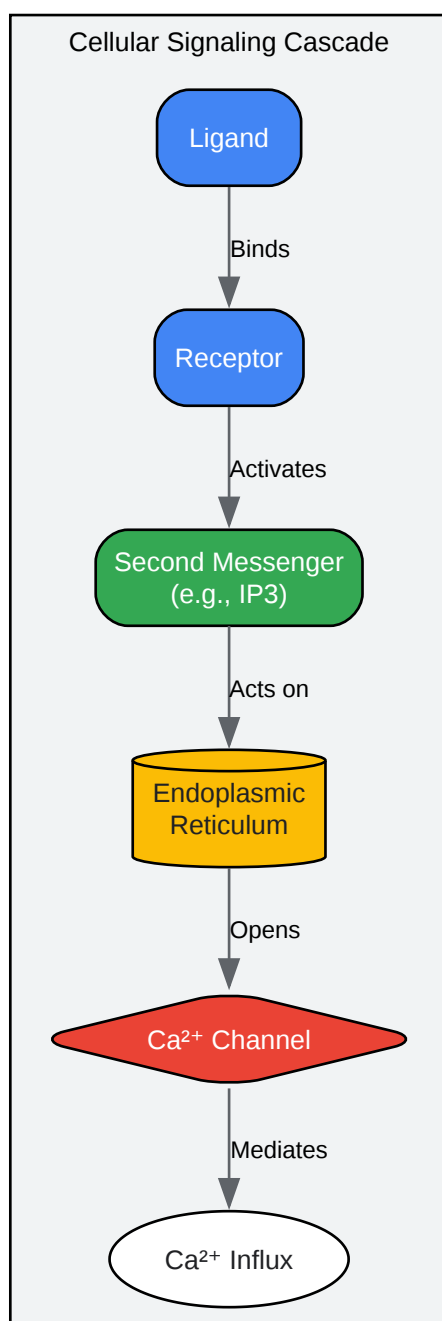 Cellular Signaling Cascade
Ligand
Binds
Receptor
Activates
Second Messenger
(e.g., IP3)
Acts on
Endoplasmic
Reticulum
Opens
Ca²⁺ Channel
Mediates
Ca²⁺ Influx